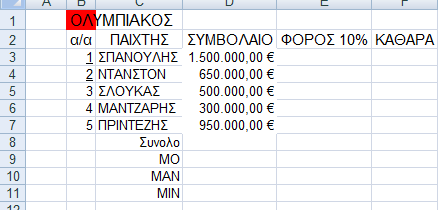 A B C D E F
1 ΟΛΥΜΠΙΑΚΟΣ
2 α/α ΠΑΙΧΤΗΣ ΣΥΜΒΟΛΑΙΟ ΦΟΡΟΣ 10% ΚΑΘΑΡΑ
3 1 ΣΠΑΝΟΥΛΗΣ 1.500.000,00 €
4 2 ΝΤΑΝΣΤΟΝ 650.000,00 €
5 3 ΣΛΟΥΚΑΣ 500.000,00 €
6 4 ΜΑΝΤΖΑΡΗΣ 300.000,00 €
7 5 ΠΡΙΝΤΕΖΗΣ 950.000,00 €
8 Συνολο
9 ΜΟ
10 ΜΑΝ
11 ΜΙΝ